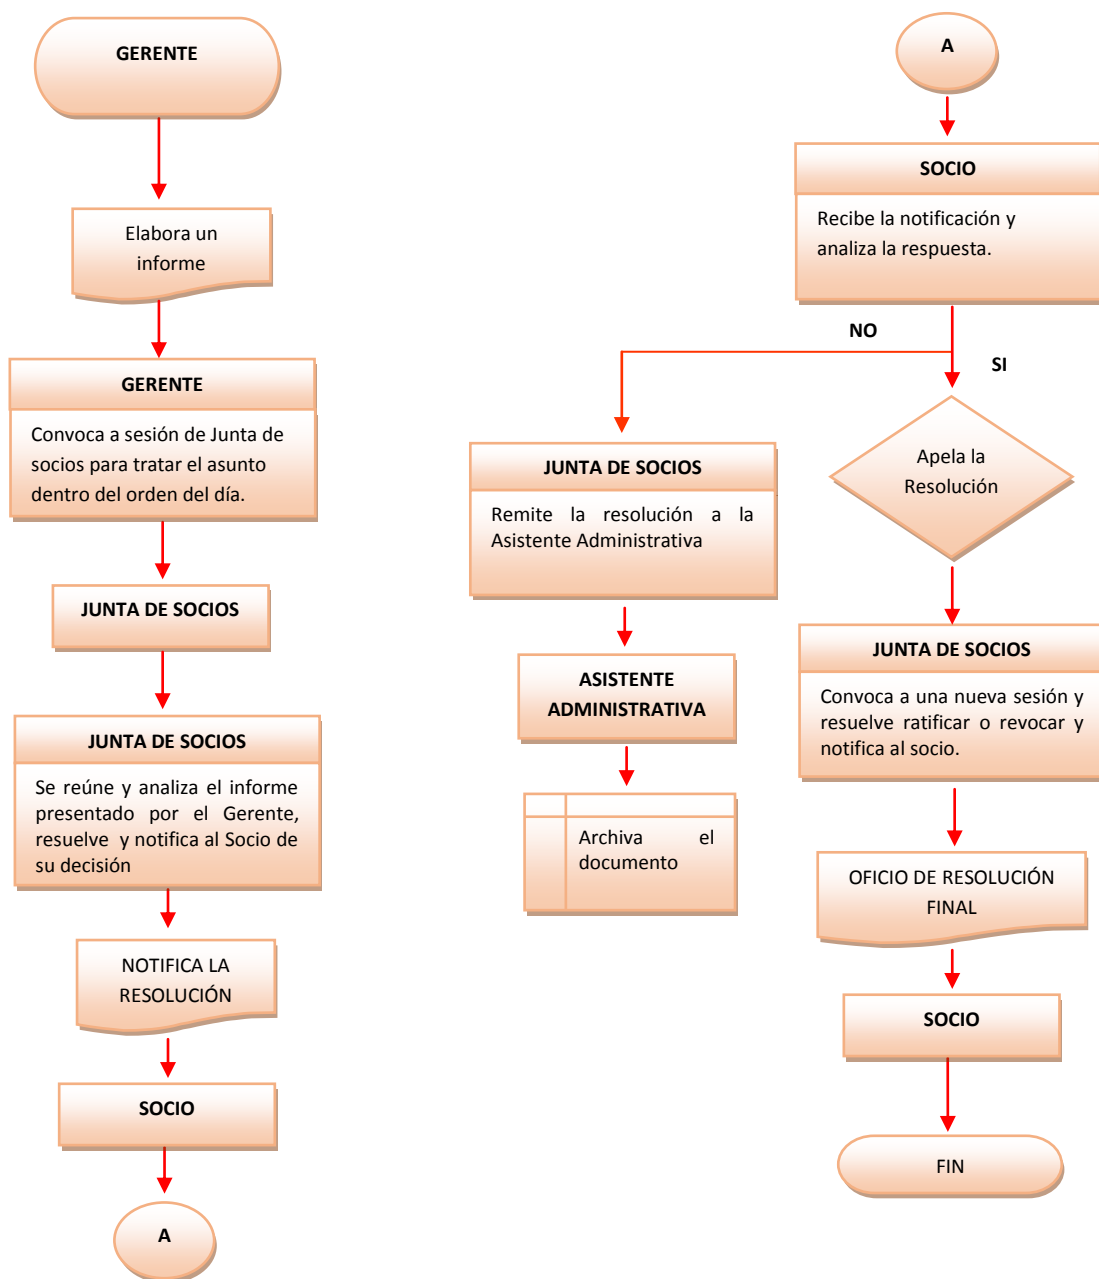 GERENTE
Elabora un
informe
GERENTE
Convoca a sesión de Junta de
socios para tratar el asunto
dentro del orden del día.
JUNTA DE SOCIOS
JUNTA DE SOCIOS
Se reúne y analiza el informe
presentado por el Gerente,
resuelve y notifica al Socio de
su decisión
NOTIFICA LA
RESOLUCIÓN
SOCIO
A
A
SOCIO
Recibe la notificación y
analiza la respuesta.
NO
SI
Apela la
Resolución
JUNTA DE SOCIOS
Remite la resolución a la
Asistente Administrativa
ASISTENTE
ADMINISTRATIVA
Archiva el
documento
JUNTA DE SOCIOS
Convoca a una nueva sesión y
resuelve ratificar o revocar y
notifica al socio.
OFICIO DE RESOLUCIÓN
FINAL
SOCIO
FIN